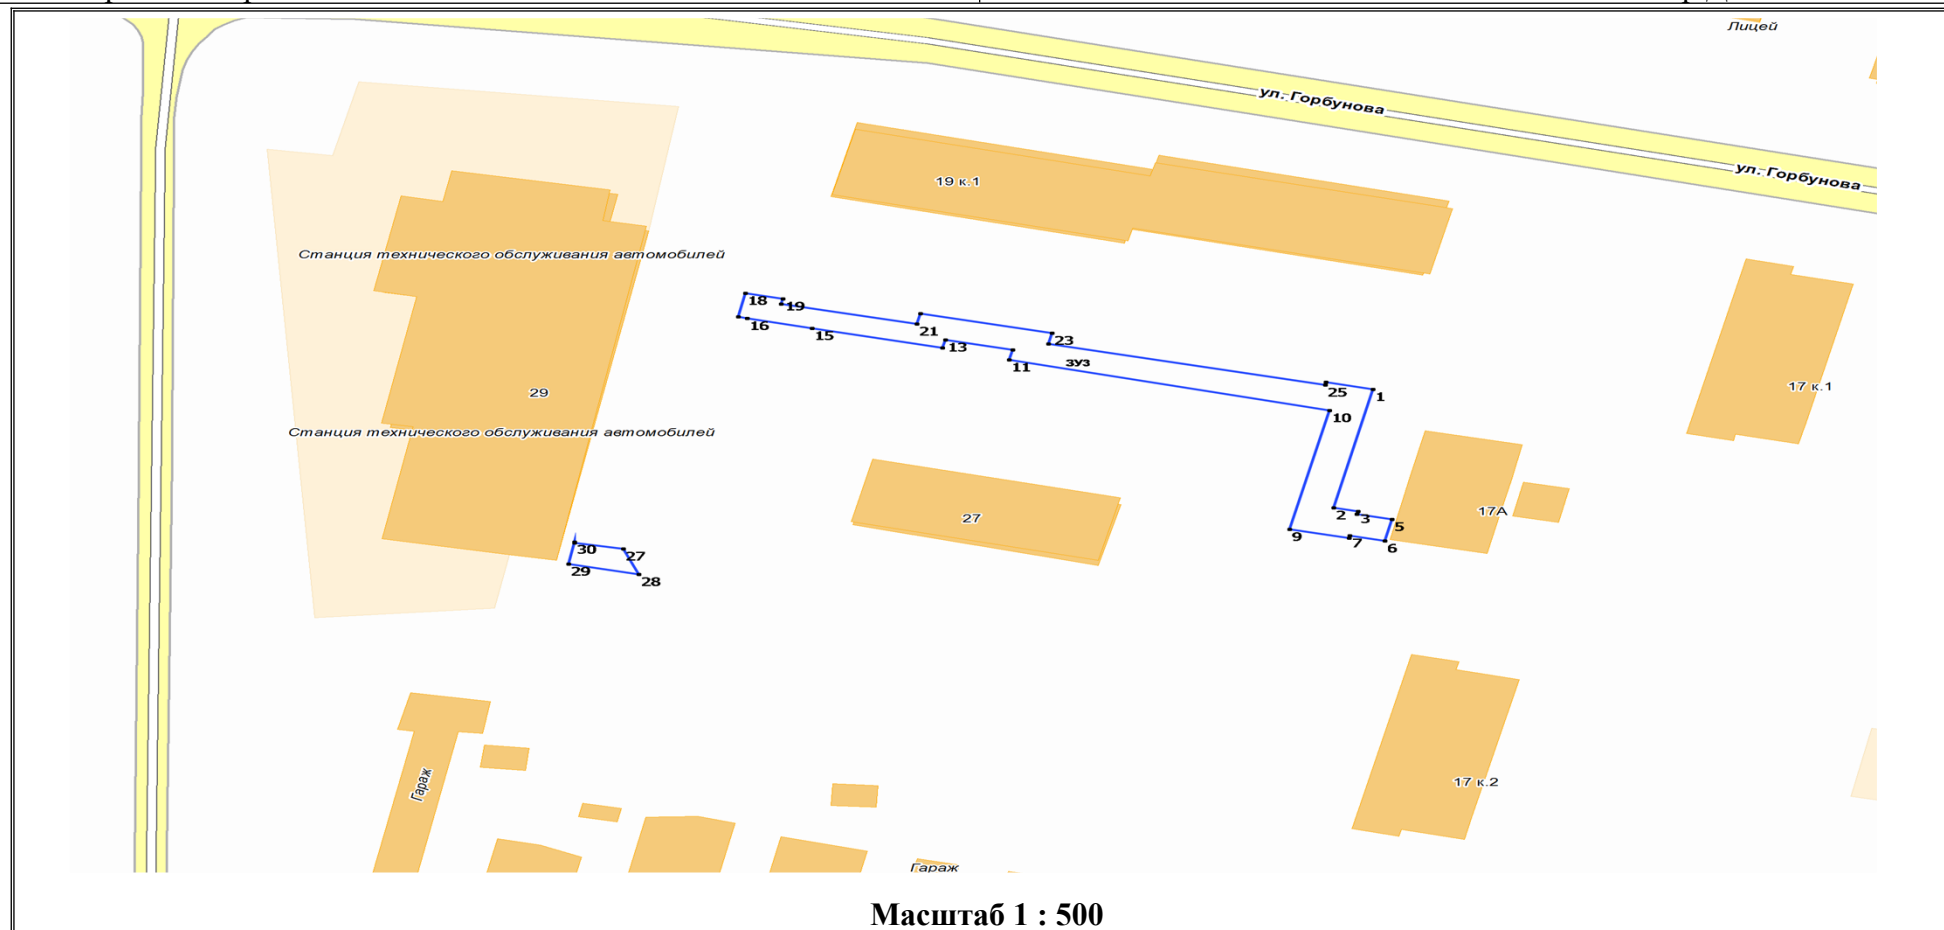 Лицей
ул. Горбунова
ул. Горбунова
19 к.1
Станция технического обслуживания автомобилей
18
19
16
15
21
13
23
11
ЗУЗ
25
1
10
17 к.1
29
Станция технического обслуживания автомобилей
27
17А
2
3
5
9
7
6
30
27
29
28
17 к.2
Гараж
Гараж
Масштаб 1 : 500